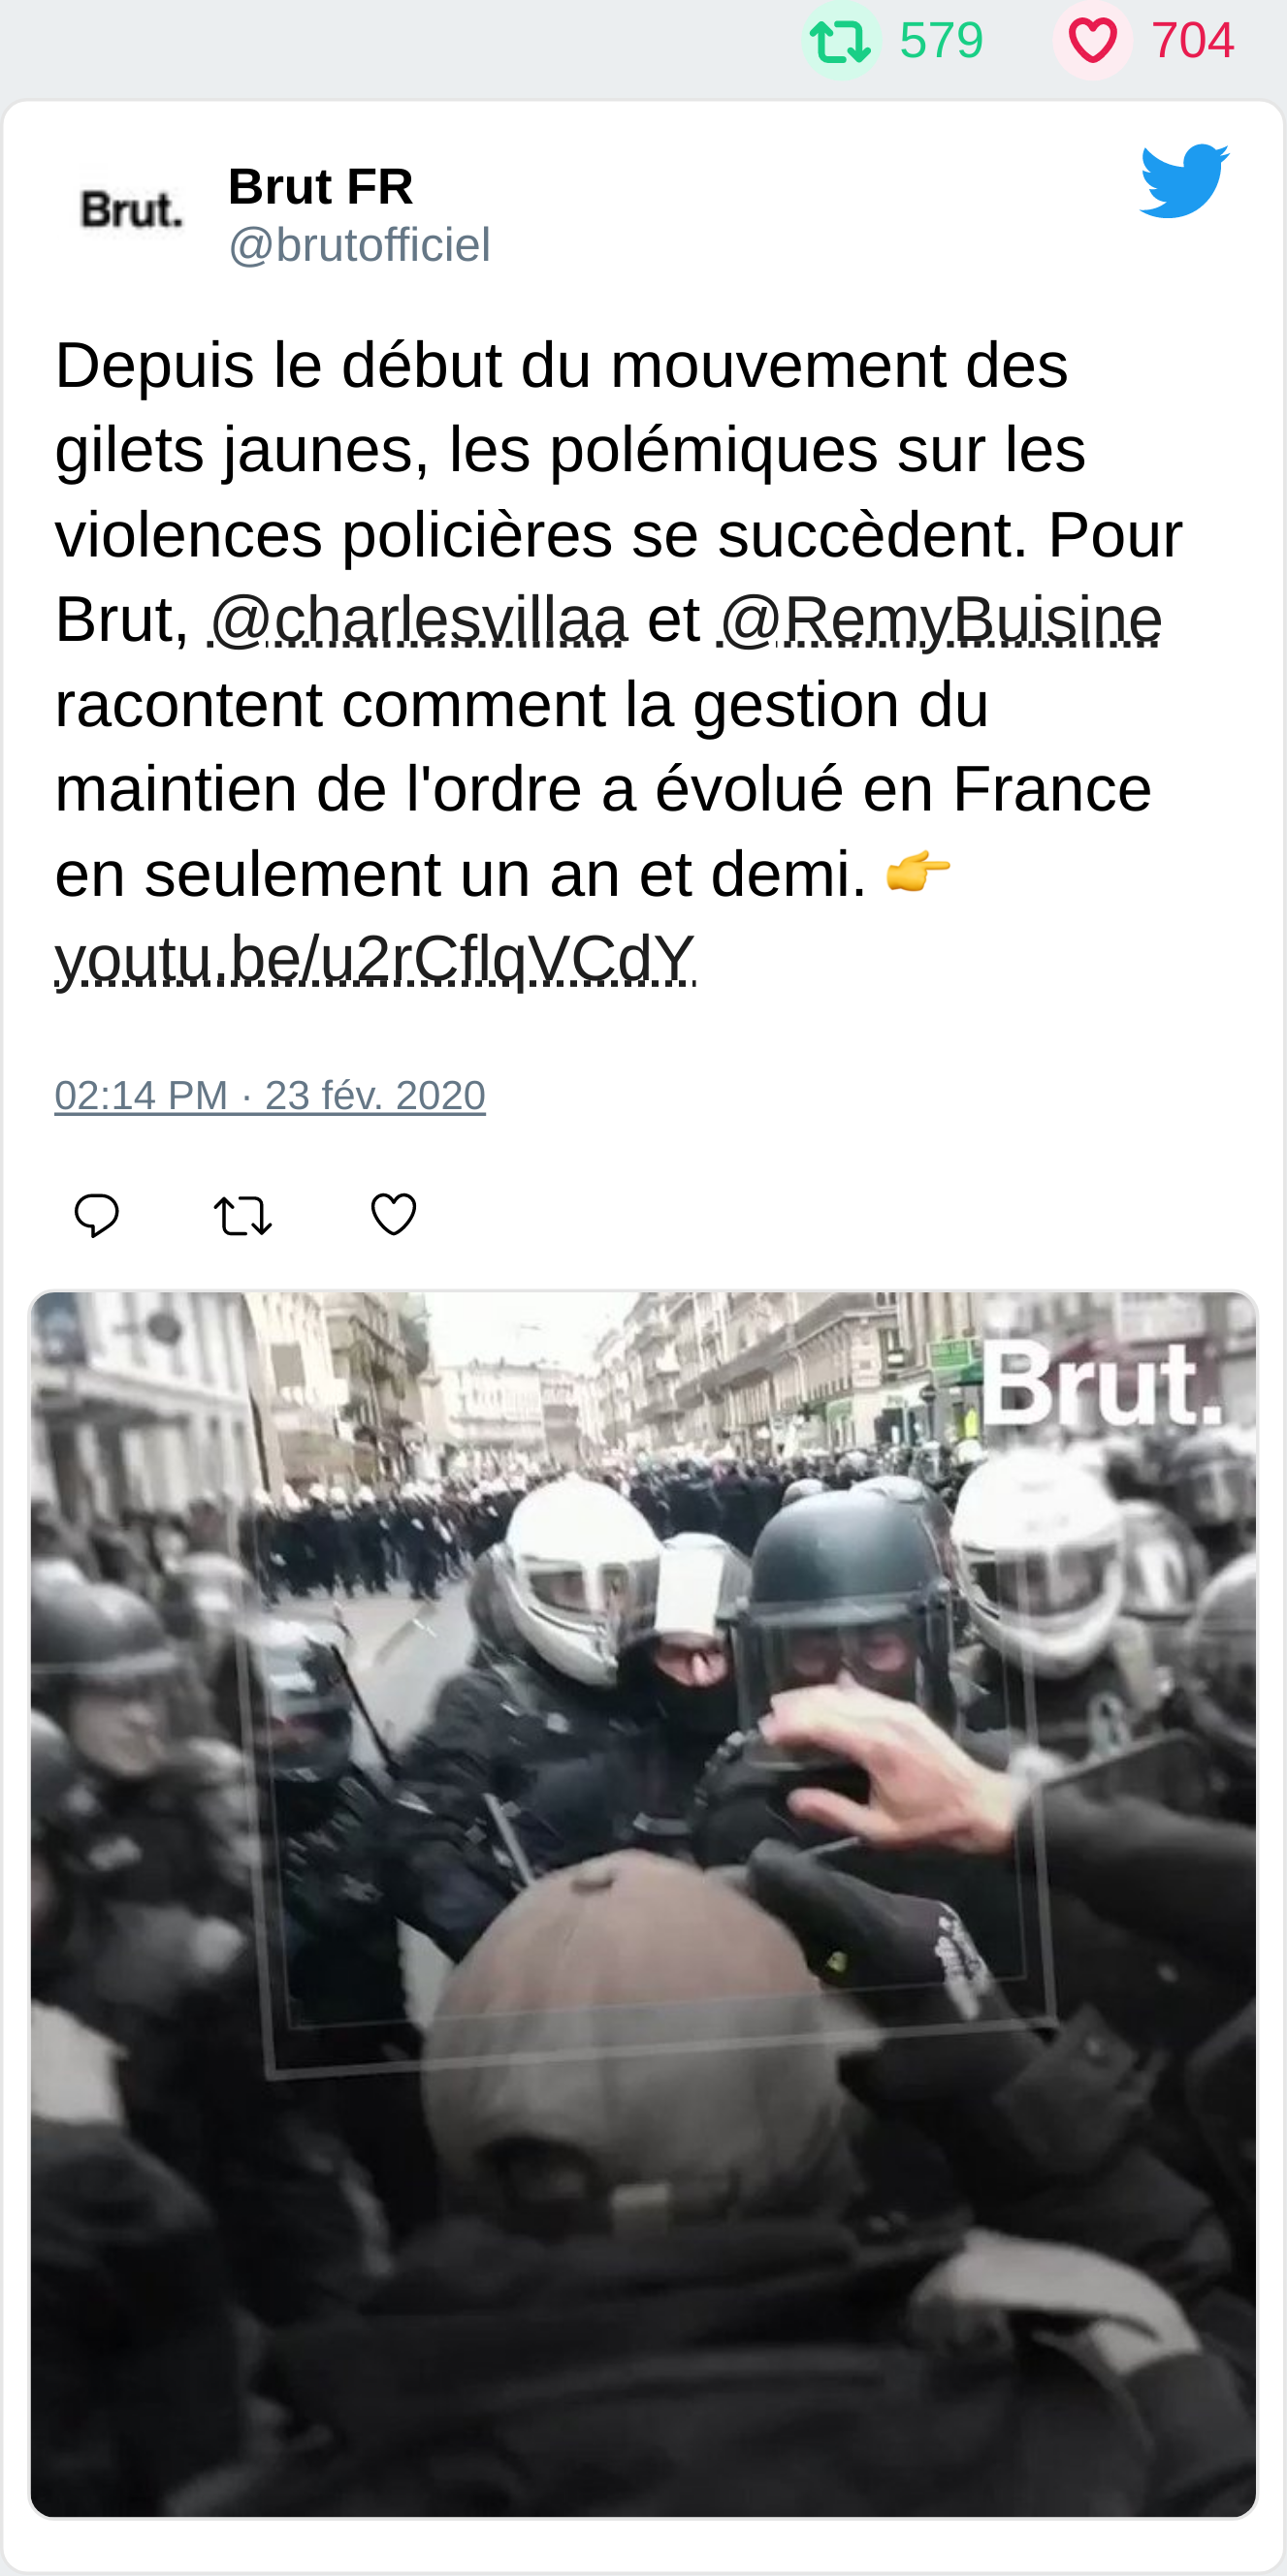 579 704
Brut.
Brut FR
@brutofficiel
Depuis le début du mouvement des
gilets jaunes, les polémiques sur les
violences policières se succèdent. Pour
Brut, @charlesvillaa et @RemyBuisine
racontent comment la gestion du
maintien de l'ordre a évolué en France
en seulement un an et demi. 👉
youtu.be/u2rCflqVCdY
02:14 PM · 23 fév. 2020
Brut.